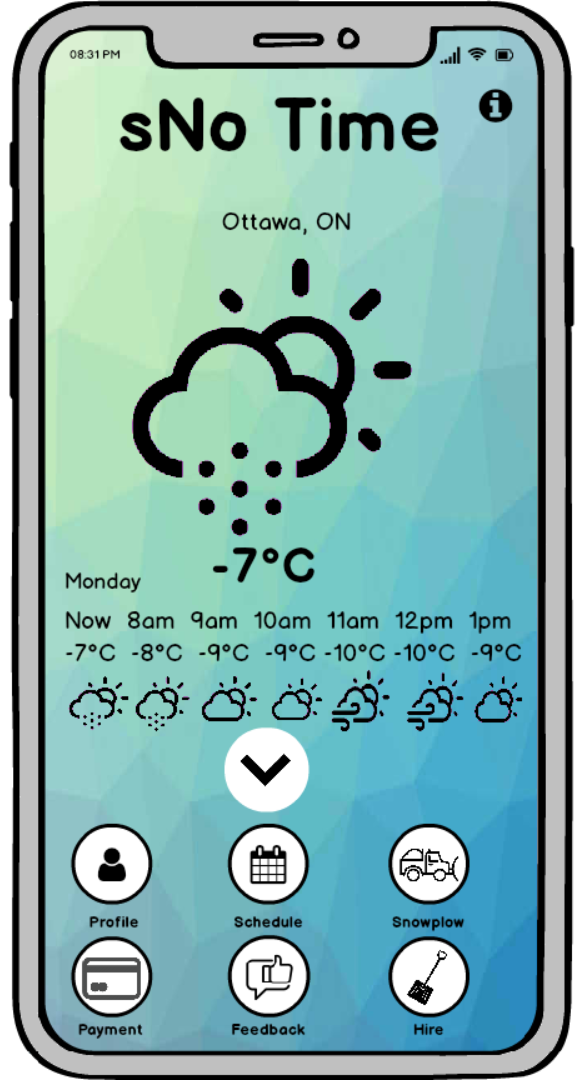 08:31 PM
sNo Time
Ottawa, ON
-7°C
Monday
Now 8am 9am 10am 11am 12pm 1pm
-7°C -8°C -9°C -9°C -10°C -10°C -9°C
Profile Schedule Snowplow
Payment Feedback Hire